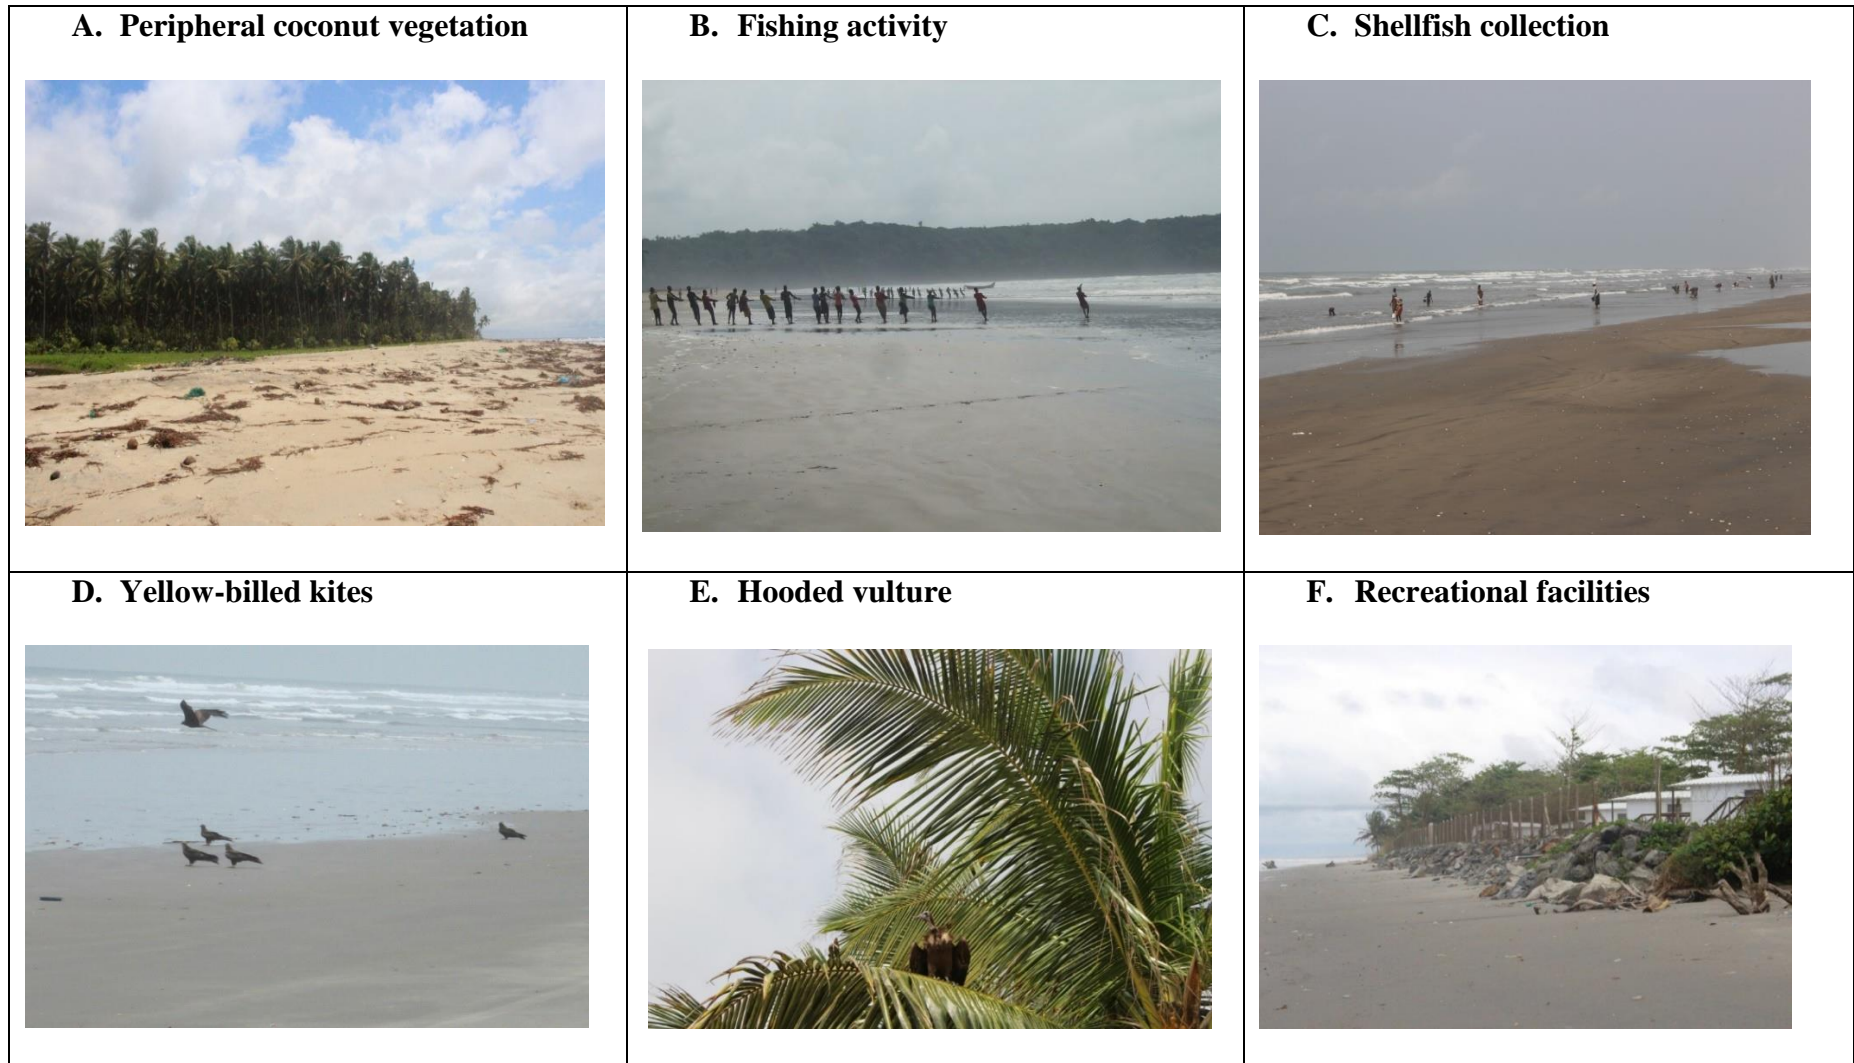 A. Peripheral coconut vegetation
B. Fishing activity
C. Shellfish collection
D. Yellow-billed kites
E. Hooded vulture
F. Recreational facilities